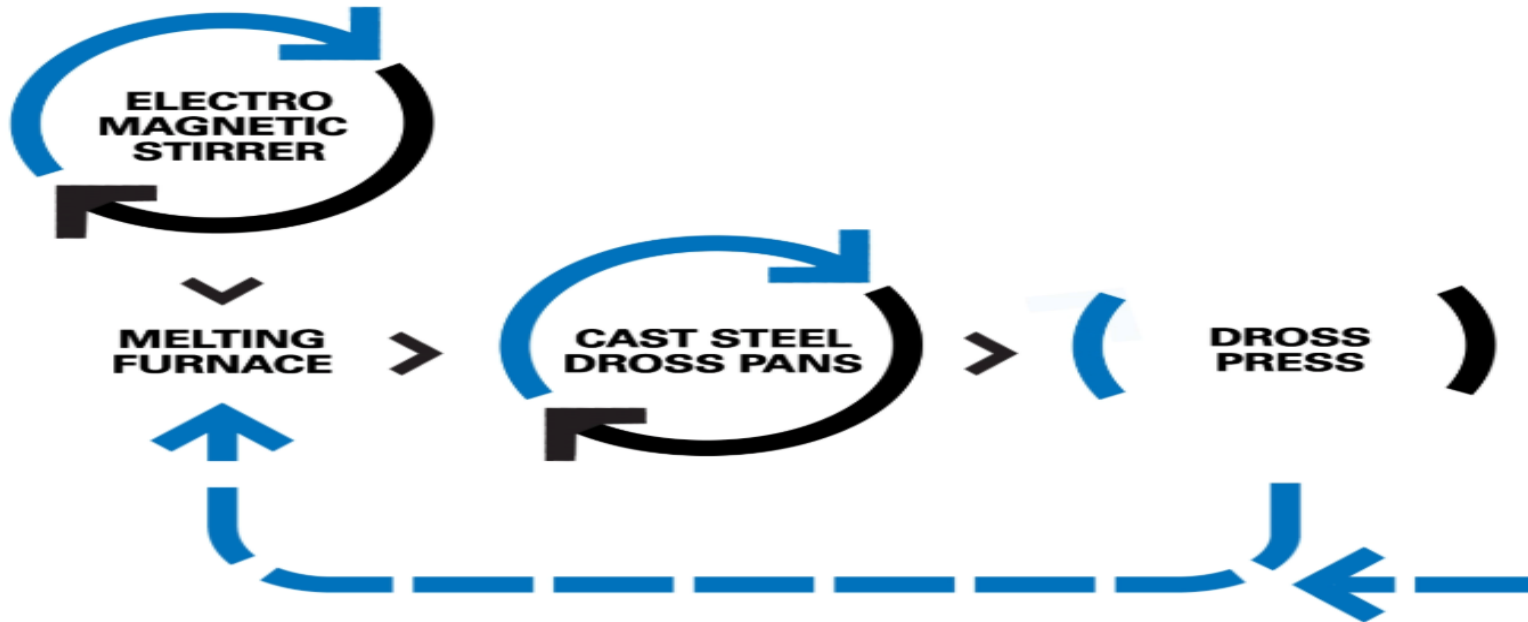 ELECTRO
MAGNETIC
STIRRER
MELTING
FURNACE
CAST STEEL
DROSS PANS
DROSS
PRESS